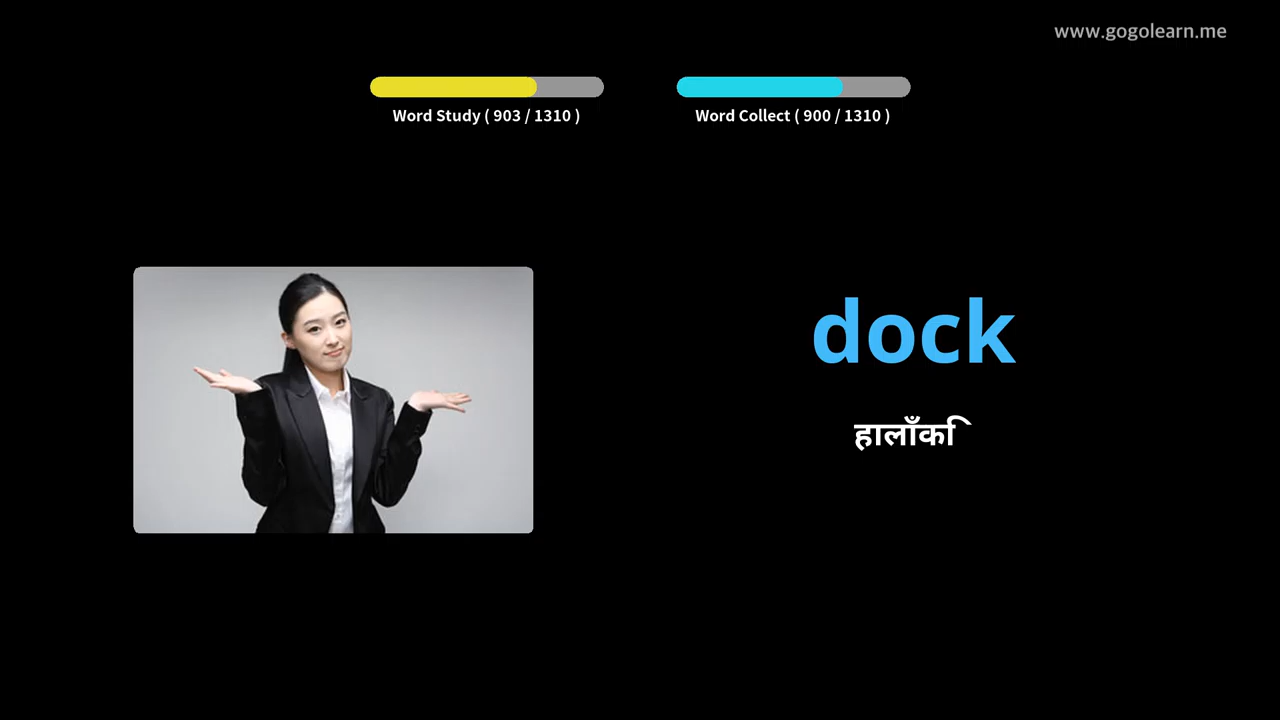 www.gogolearn.me
Word Study ( 903 / 1310 )
Word Collect ( 900 / 1310 )
dock
हालाँकि